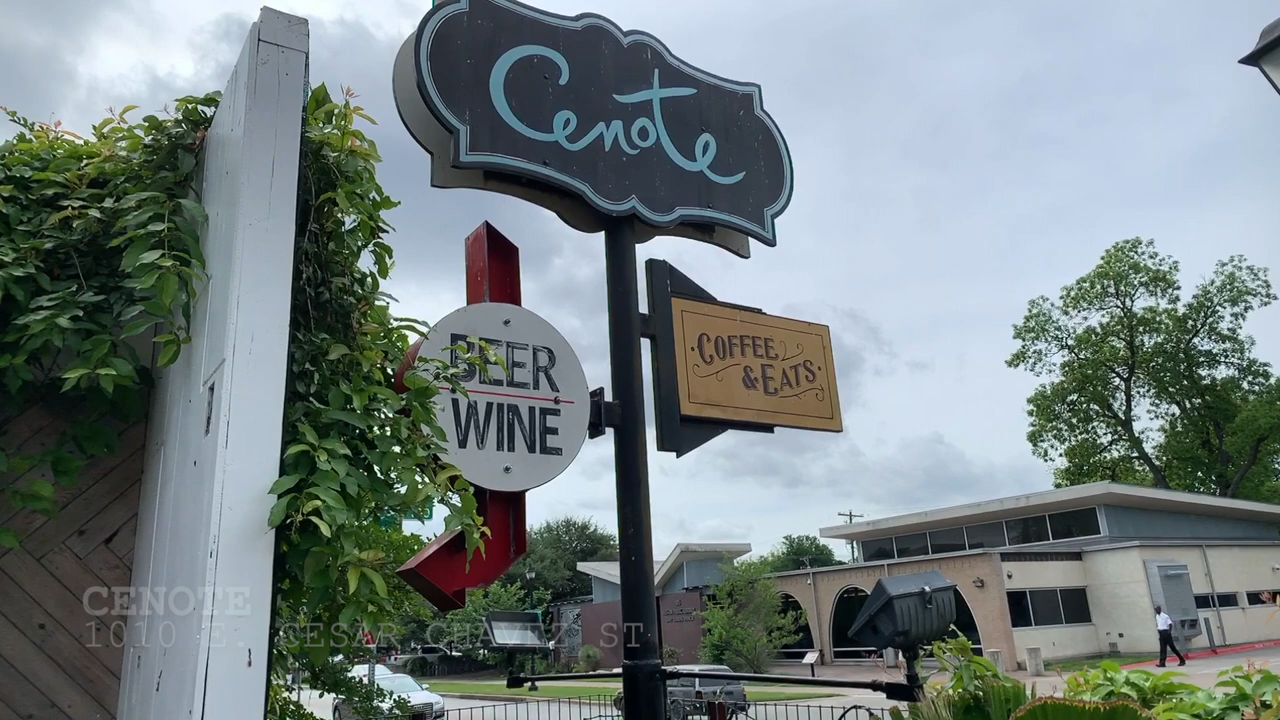 Cenote
BEER
WINE
COFFEE
& EATS
CENOTE
1010 E. CESAR CHAVEZ ST